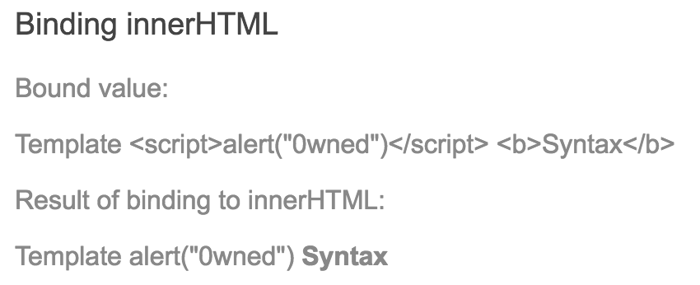 Binding innerHTML
Bound value:
Template <script>alert("0wned")</script> <b>Syntax</b>
Result of binding to innerHTML:
Template alert("0wned") Syntax